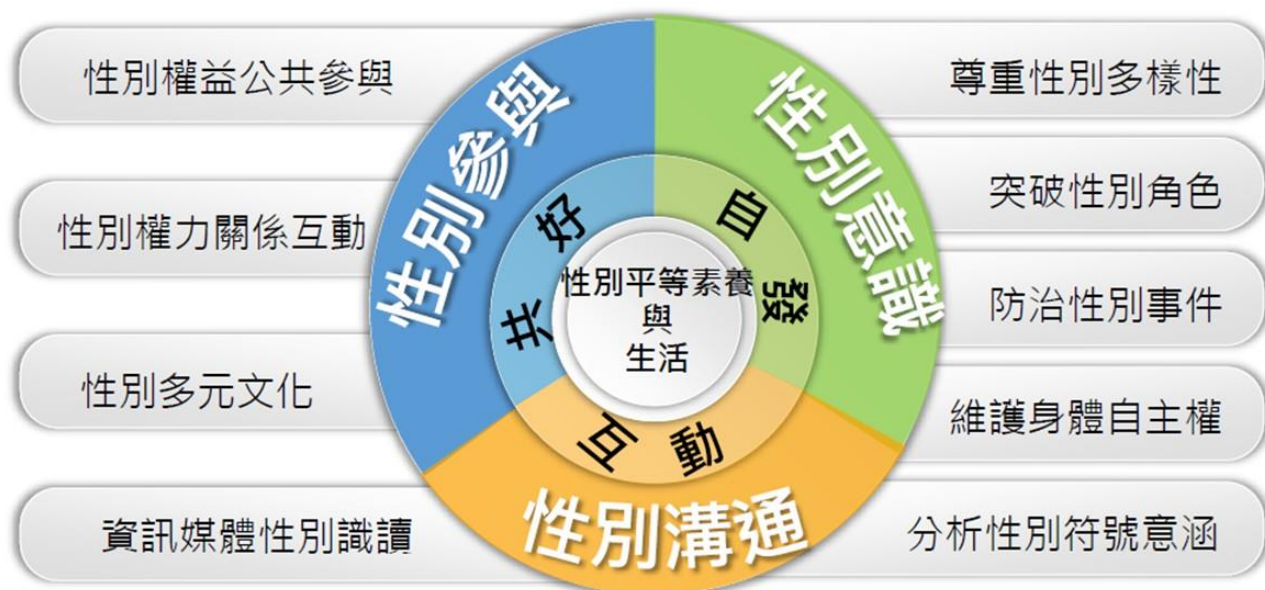 性別權益公共參與
性別權力關係互動
性別多元文化
資訊媒體性別識讀
性別參與
共好
性別意識
自發
性別溝通
互動
性別平等素養
與
生活
尊重性別多樣性
突破性別角色
防治性別事件
維護身體自主權
分析性別符號意涵